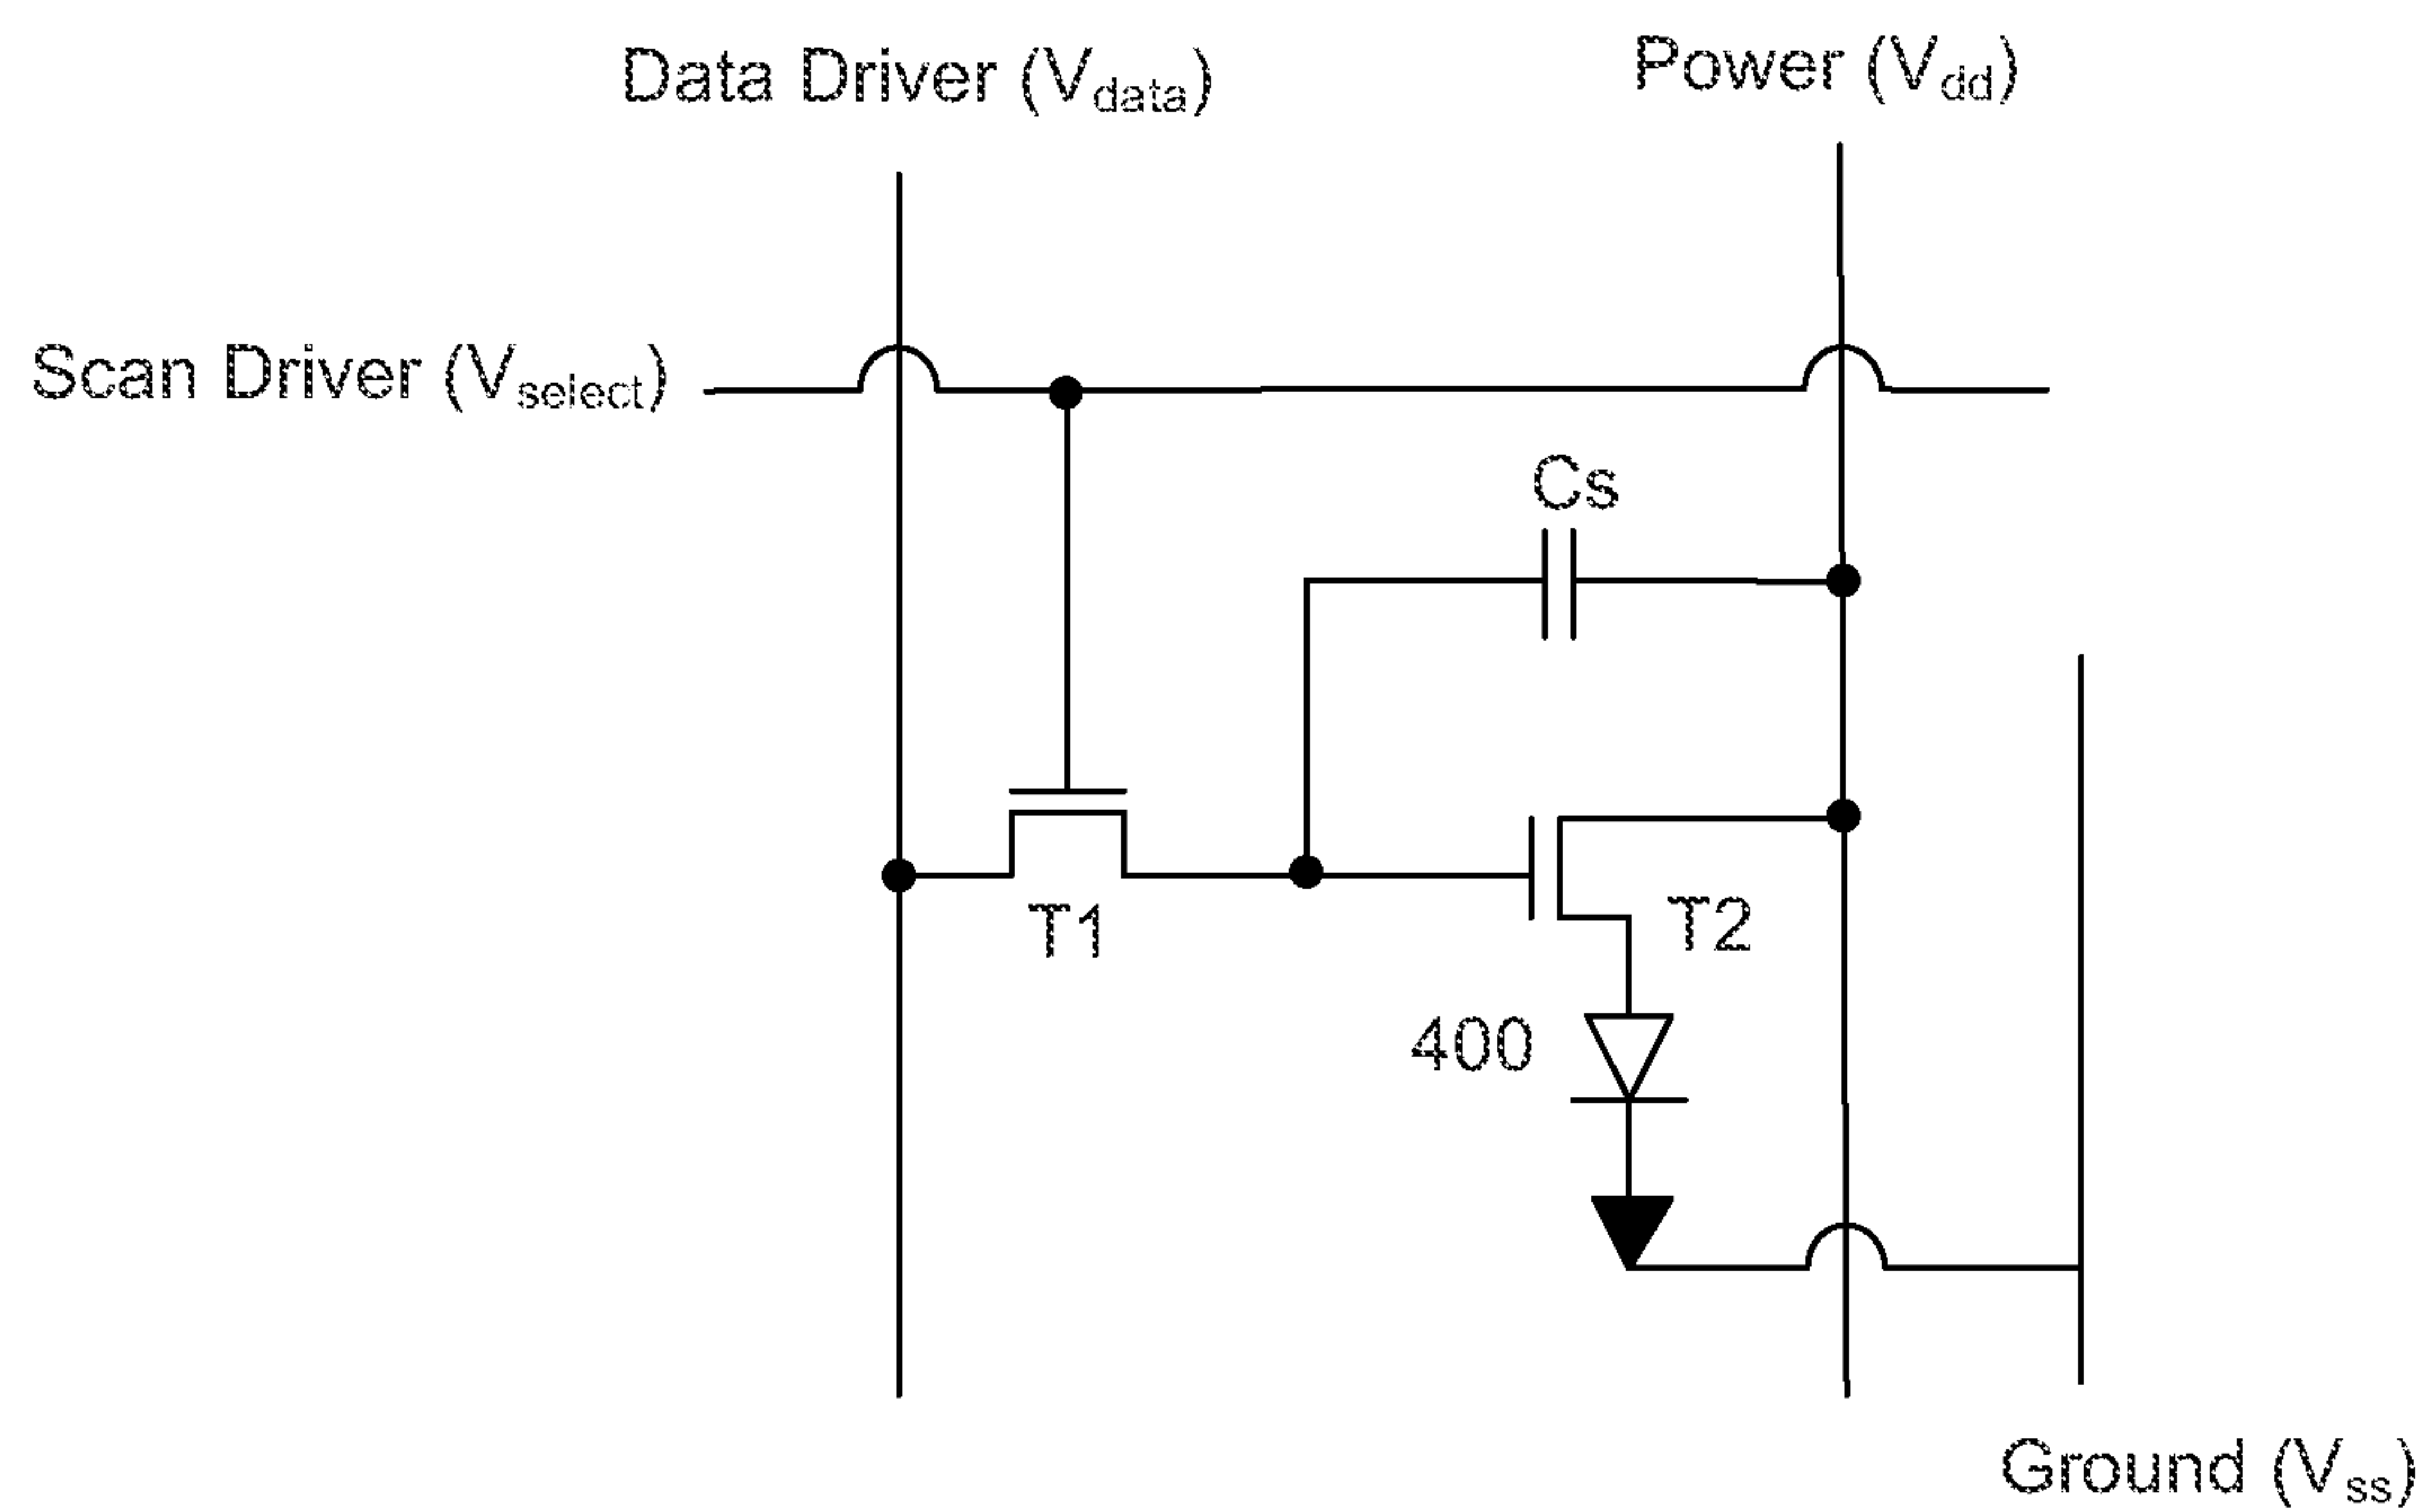 Data Driver (Vdata)
Power (Vdd)
Scan Driver (Vselect)
Cs
T1
T2
400
Ground (Vss)